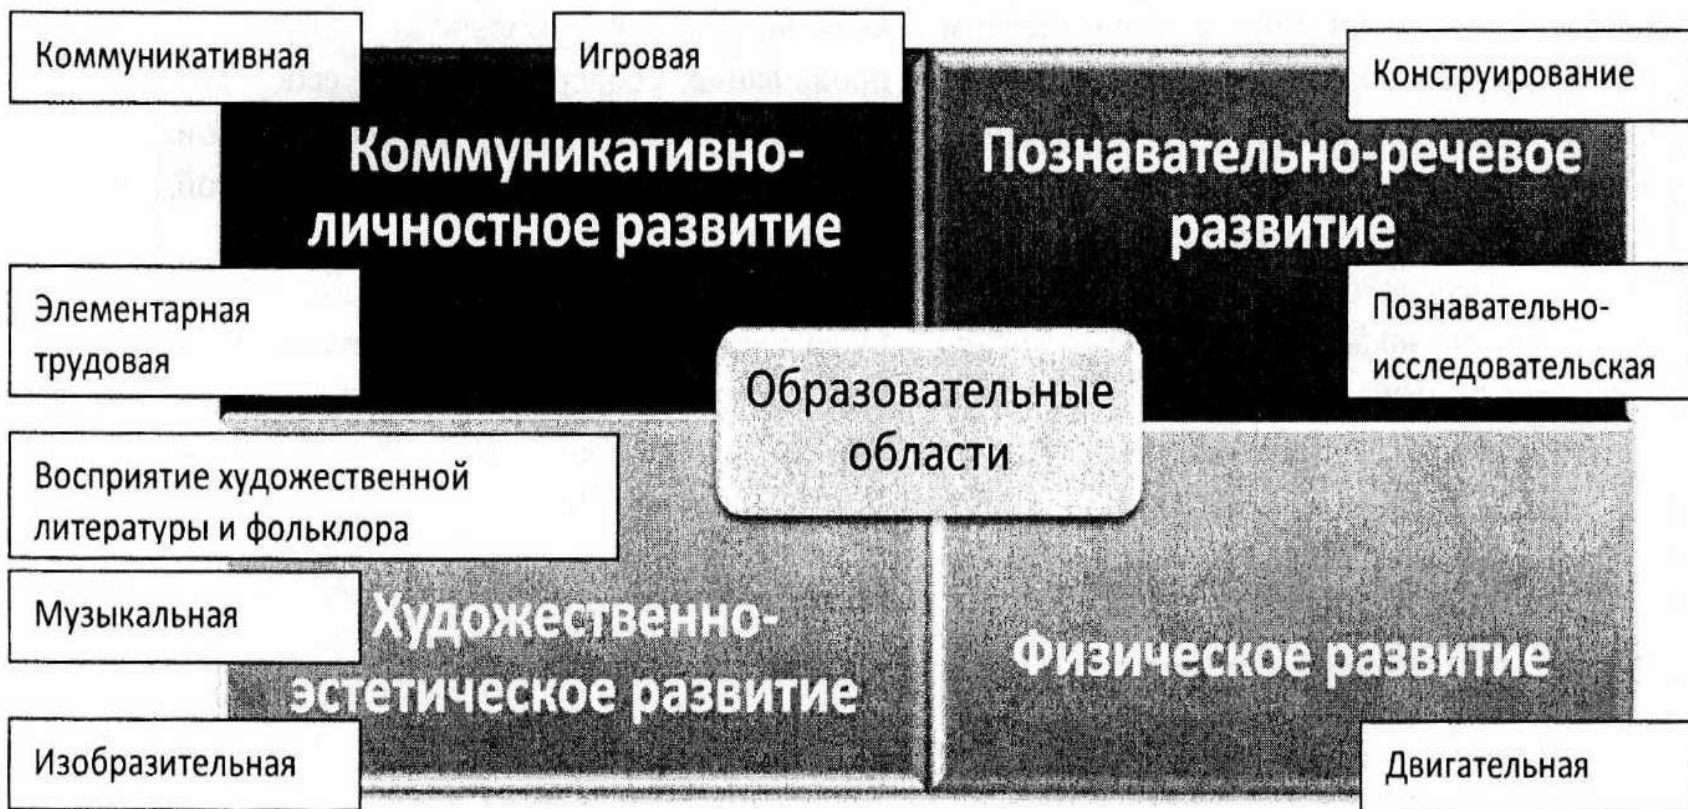 Коммуникативная
Игровая
Конструирование
Коммуникативно-
личностное развитие
Познавательно-речевое
развитие
Элементарная
трудовая
Познавательно-
исследовательская
Образовательные
области
Восприятие художественной
литературы и фольклора
Музыкальная
Художественно-
эстетическое развитие
Физическое развитие
Изобразительная
Двигательная